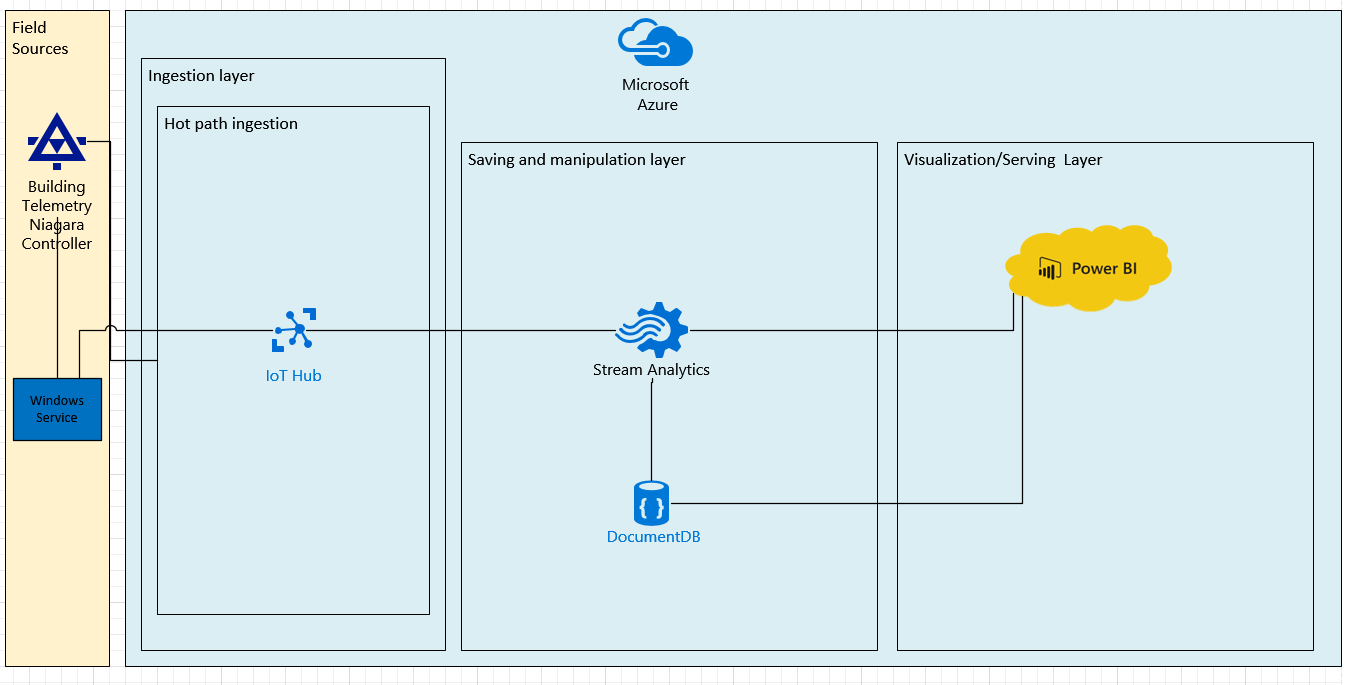 Field
Sources
Microsoft
Azure
Ingestion layer
Hot path ingestion
Saving and manipulation layer
Visualization/Serving Layer
Building
Telemetry
Niagara
Controller
Power BI
IoT Hub
Stream Analytics
Windows
Service
{ }
DocumentDB